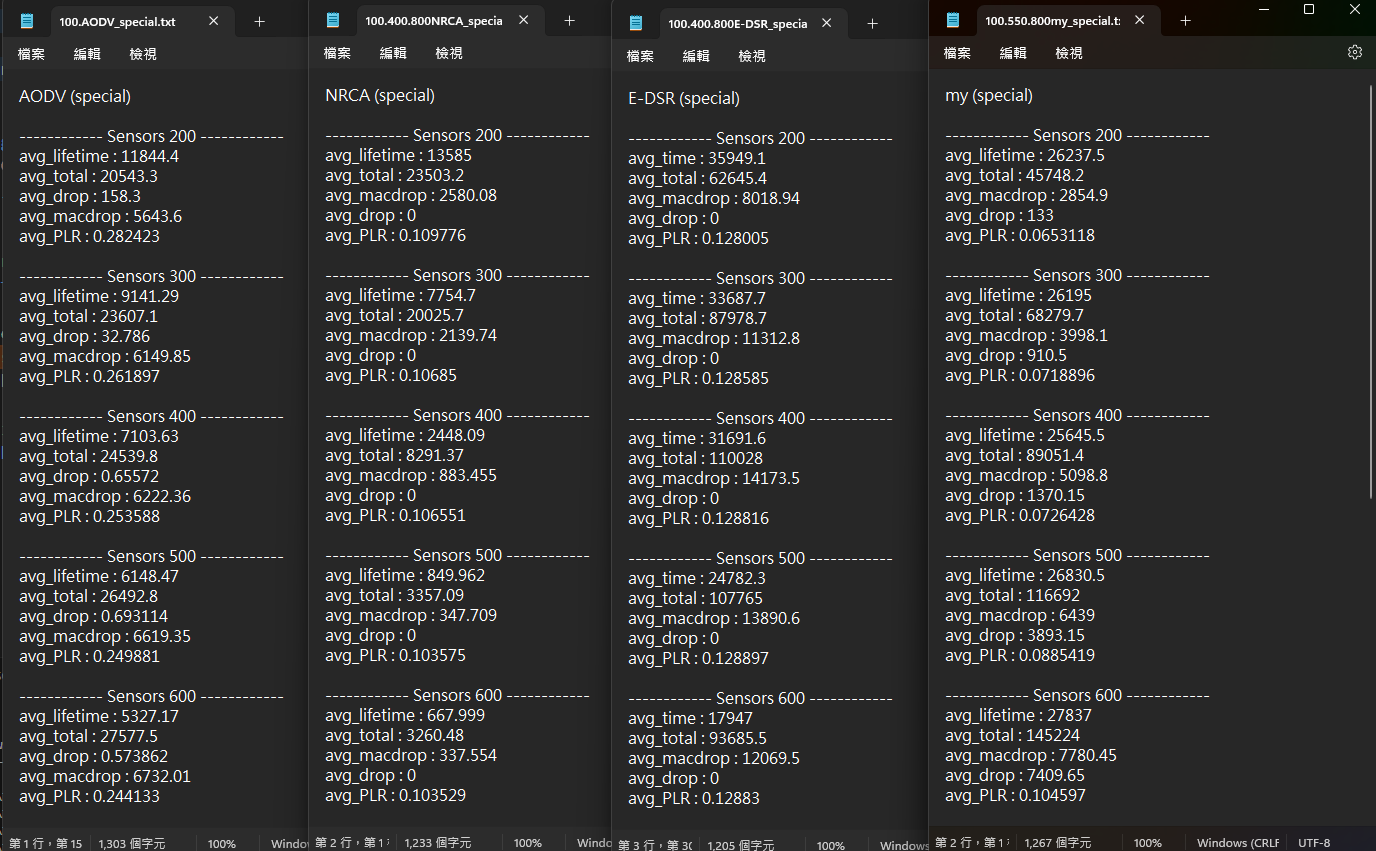 100.AODV_special.txt
檔案 編輯 檢視
AODV (special)
------------ Sensors 200 ------------
avg_lifetime : 11844.4
avg_total : 20543.3
avg_drop : 158.3
avg_macdrop : 5643.6
avg_PLR : 0.282423
------------ Sensors 300 ------------
avg_lifetime : 9141.29
avg_total : 23607.1
avg_drop : 32.786
avg_macdrop : 6149.85
avg_PLR : 0.261897
------------ Sensors 400 ------------
avg_lifetime : 7103.63
avg_total : 24539.8
avg_drop : 0.65572
avg_macdrop : 6222.36
avg_PLR : 0.253588
------------ Sensors 500 ------------
avg_lifetime : 6148.47
avg_total : 26492.8
avg_drop : 0.693114
avg_macdrop : 6619.35
avg_PLR : 0.249881
------------ Sensors 600 ------------
avg_lifetime : 5327.17
avg_total : 27577.5
avg_drop : 0.573862
avg_macdrop : 6732.01
avg_PLR : 0.244133
第 1 行，第 15 1,303 個字元 100% Windov
100.400.800NRCA_specia
檔案 編輯 檢視
NRCA (special)
------------ Sensors 200 ------------
avg_lifetime : 13585
avg_total : 23503.2
avg_macdrop : 2580.08
avg_drop : 0
avg_PLR : 0.109776
------------ Sensors 300 ------------
avg_lifetime : 7754.7
avg_total : 20025.7
avg_macdrop : 2139.74
avg_drop : 0
avg_PLR : 0.10685
------------ Sensors 400 ------------
avg_lifetime : 2448.09
avg_total : 8291.37
avg_macdrop : 883.455
avg_drop : 0
avg_PLR : 0.106551
------------ Sensors 500 ------------
avg_lifetime : 849.962
avg_total : 3357.09
avg_macdrop : 347.709
avg_drop : 0
avg_PLR : 0.103575
------------ Sensors 600 ------------
avg_lifetime : 667.999
avg_total : 3260.48
avg_macdrop : 337.554
avg_drop : 0
avg_PLR : 0.103529
第 2 行，第 1 1,233 個字元 100% Windo
100.400.800E-DSR_specia
檔案 編輯 檢視
E-DSR (special)
------------ Sensors 200 ------------
avg_time : 35949.1
avg_total : 62645.4
avg_macdrop : 8018.94
avg_drop : 0
avg_PLR : 0.128005
------------ Sensors 300 ------------
avg_time : 33687.7
avg_total : 87978.7
avg_macdrop : 11312.8
avg_drop : 0
avg_PLR : 0.128585
------------ Sensors 400 ------------
avg_time : 31691.6
avg_total : 110028
avg_macdrop : 14173.5
avg_drop : 0
avg_PLR : 0.128816
------------ Sensors 500 ------------
avg_time : 24782.3
avg_total : 107765
avg_macdrop : 13890.6
avg_drop : 0
avg_PLR : 0.128897
------------ Sensors 600 ------------
avg_time : 17947
avg_total : 93685.5
avg_macdrop : 12069.5
avg_drop : 0
avg_PLR : 0.12883
第 3 行，第 30 1,205 個字元 100% Windows
100.550.800my_special.t
檔案 編輯 檢視
my (special)
------------ Sensors 200 ------------
avg_lifetime : 26237.5
avg_total : 45748.2
avg_macdrop : 2854.9
avg_drop : 133
avg_PLR : 0.0653118
------------ Sensors 300 ------------
avg_lifetime : 26195
avg_total : 68279.7
avg_macdrop : 3998.1
avg_drop : 910.5
avg_PLR : 0.0718896
------------ Sensors 400 ------------
avg_lifetime : 25645.5
avg_total : 89051.4
avg_macdrop : 5098.8
avg_drop : 1370.15
avg_PLR : 0.0726428
------------ Sensors 500 ------------
avg_lifetime : 26830.5
avg_total : 116692
avg_macdrop : 6439
avg_drop : 3893.15
avg_PLR : 0.0885419
------------ Sensors 600 ------------
avg_lifetime : 27837
avg_total : 145224
avg_macdrop : 7780.45
avg_drop : 7409.65
avg_PLR : 0.104597
第 2 行，第 1 1,267 個字元 100% Windows (CRLF UTF-8